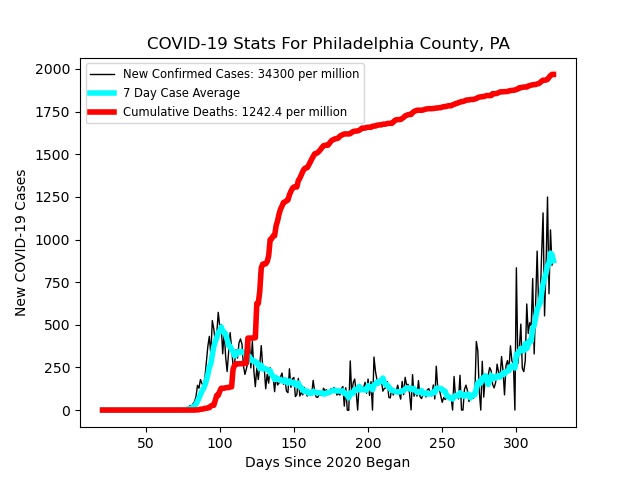 COVID-19 Stats For Philadelphia County, PA
New Confirmed Cases: 34300 per million
7 Day Case Average
Cumulative Deaths: 1242.4 per million
New COVID-19 Cases
2000
1750
1500
1250
1000
750
500
250
0
50 100 150 200 250 300
Days Since 2020 Began